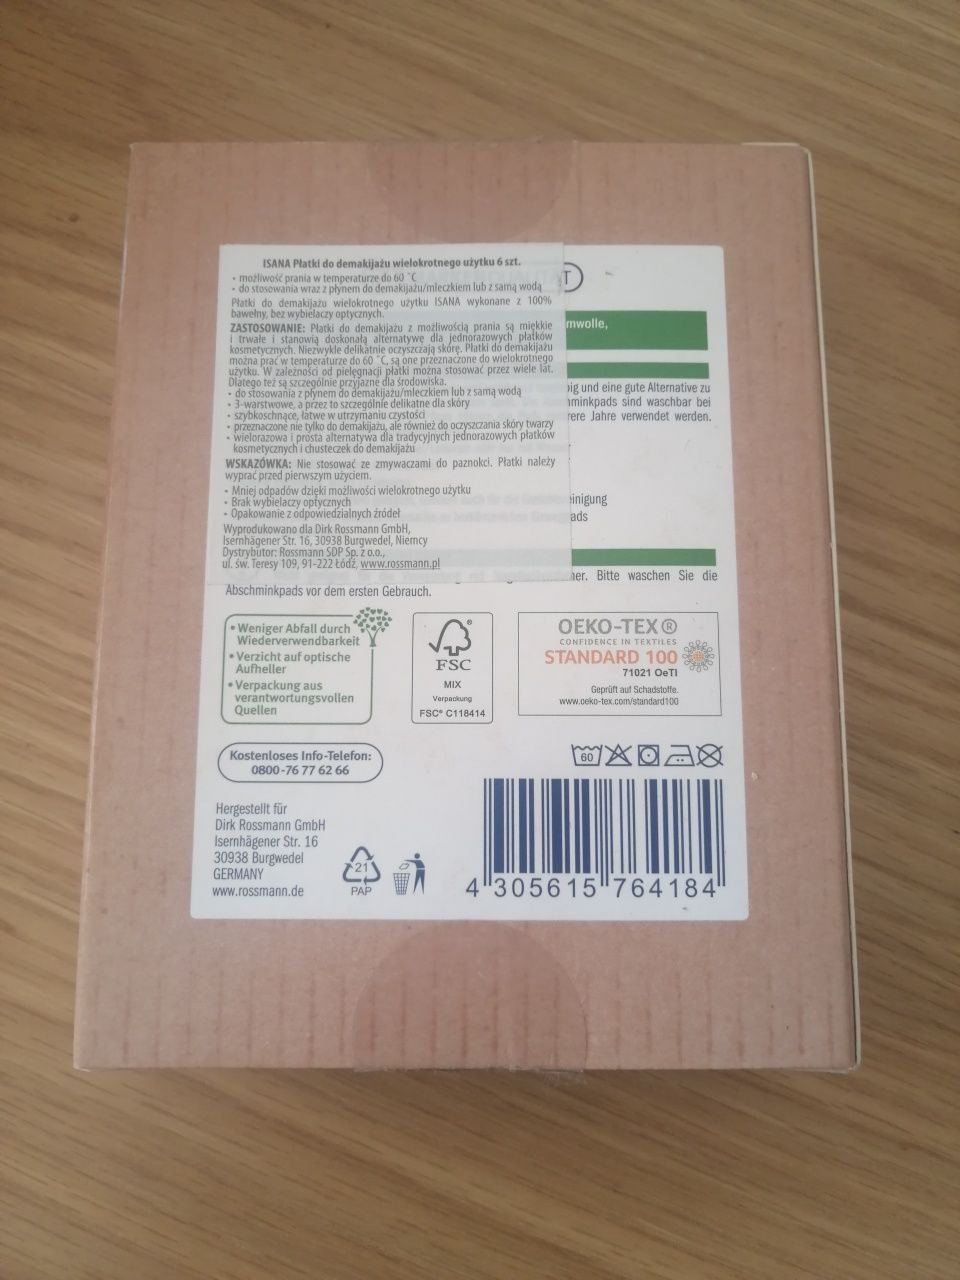 ISANA Płatki do demakijażu wielokrotnego użytku 6 szt.
• możliwość prania w temperaturze do 60 ˚C
• do stosowania wraz z płynem do demakijażu/mleczkiem lub z samą wodą
Płatki do demakijażu wielokrotnego użytku ISANA wykonane z 100%
bawełny, bez wybielaczy optycznych.
ZASTOSOWANIE: Płatki do demakijażu z możliwością prania są miękkie
i trwałe i stanowią doskonałą alternatywę dla jednorazowych płatków
kosmetycznych. Niezwykle delikatnie oczyszczają skórę. Płatki do demakijażu
można prać w temperaturze do 60 ˚C, są one przeznaczone do wielokrotnego
użytku. W zależności od pielęgnacji płatki można stosować przez wiele lat.
Dlatego też są szczególnie przyjazne dla środowiska.
• do stosowania z płynem do demakijażu/mleczkiem lub z samą wodą
• 3-warstwowe, a przez to szczególnie delikatne dla skóry
• szybkoschnące, łatwe w utrzymaniu czystości
• przeznaczone nie tylko do demakijażu, ale również do oczyszczania skóry twarzy
• wielorazowa i prosta alternatywa dla tradycyjnych jednorazowych płatków
kosmetycznych i chusteczek do demakijażu
WSKAZÓWKA: Nie stosować ze zmywaczami do paznokci. Płatki należy
wyprać przed pierwszym użyciem.
• Mniej odpadów dzięki możliwości wielokrotnego użytku
• Brak wybielaczy optycznych
• Opakowanie z odpowiedzialnych źródeł
Wyprodukowano dla Dirk Rossmann GmbH,
Isernhägener Str. 16, 30938 Burgwedel, Niemcy
Dystrybutor: Rossmann SDP Sp. z o.o.,
ul. św. Teresy 109, 91-222 Łódź, www.rossmann.pl
T
mwolle,
big und eine gute Alternative zu
hminkpads sind waschbar bei
rere Jahre verwendet werden.
einigung
ads
ner. Bitte waschen Sie die
Abschminkpads vor dem ersten Gebrauch.
• Weniger Abfall durch
Wiederverwendbarkeit
• Verzicht auf optische
Aufheller
• Verpackung aus
verantwortungsvollen
Quellen
®
FSC
MIX
Verpackung
FSC® C118414
OEKO-TEX®
CONFIDENCE IN TEXTILES
STANDARD 100
71021 OeTI
Geprüft auf Schadstoffe.
www.oeko-tex.com/standard100
Kostenloses Info-Telefon:
0800-76 77 62 66
60
Hergestellt für
Dirk Rossmann GmbH
Isernhägener Str. 16
30938 Burgwedel
GERMANY
www.rossmann.de
21
PAP
4 305615 764184